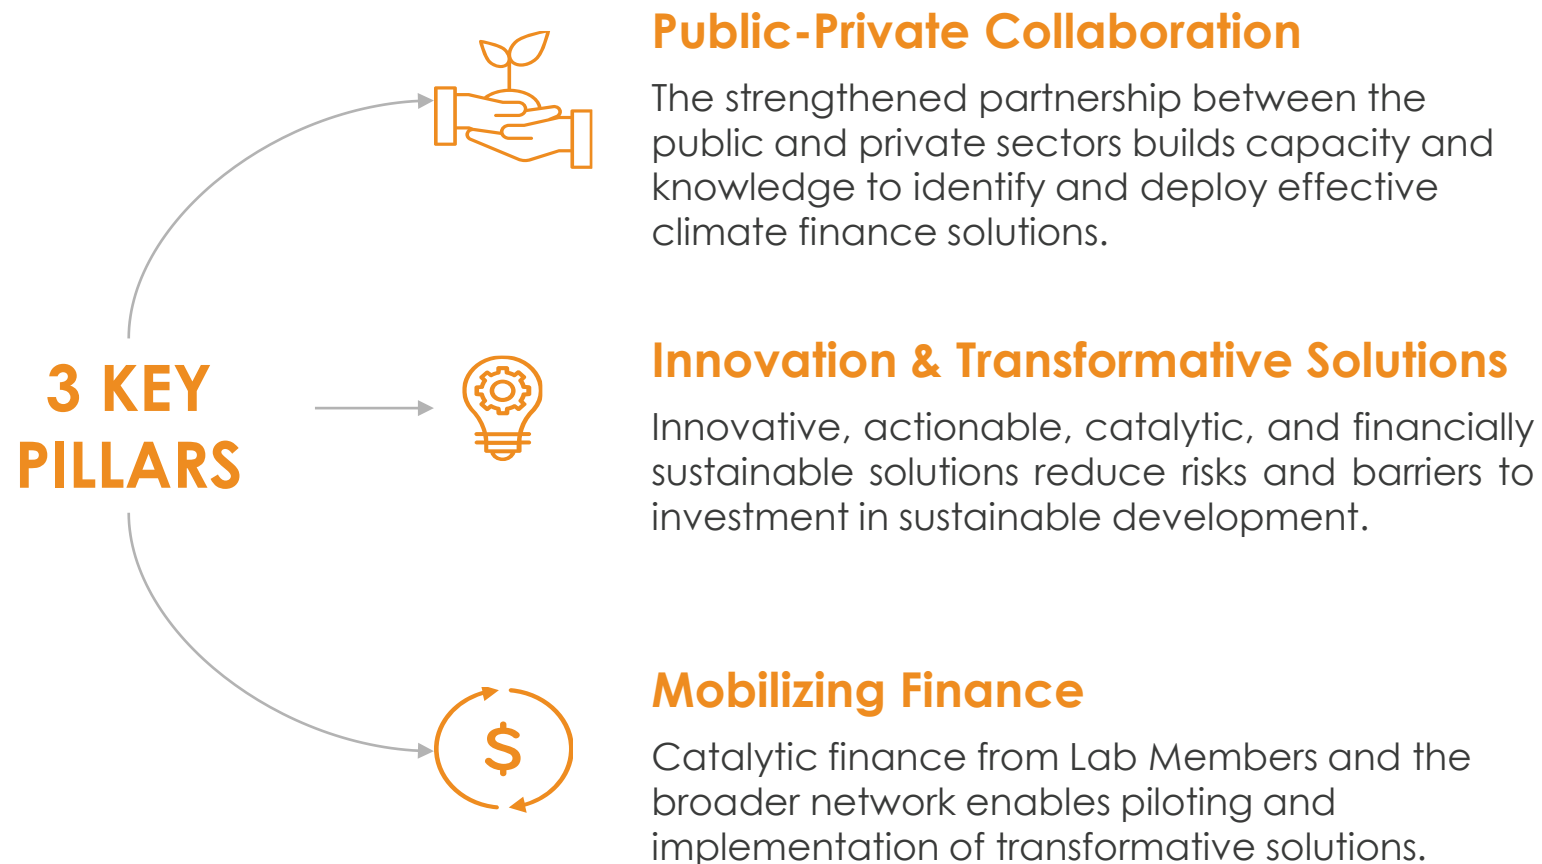 Public-Private Collaboration
The strengthened partnership between the
public and private sectors builds capacity and
knowledge to identify and deploy effective
climate finance solutions.
3 KEY
PILLARS
Innovation & Transformative Solutions
Innovative, actionable, catalytic, and financially
sustainable solutions reduce risks and barriers to
investment in sustainable development.
$
Mobilizing Finance
Catalytic finance from Lab Members and the
broader network enables piloting and
implementation of transformative solutions.